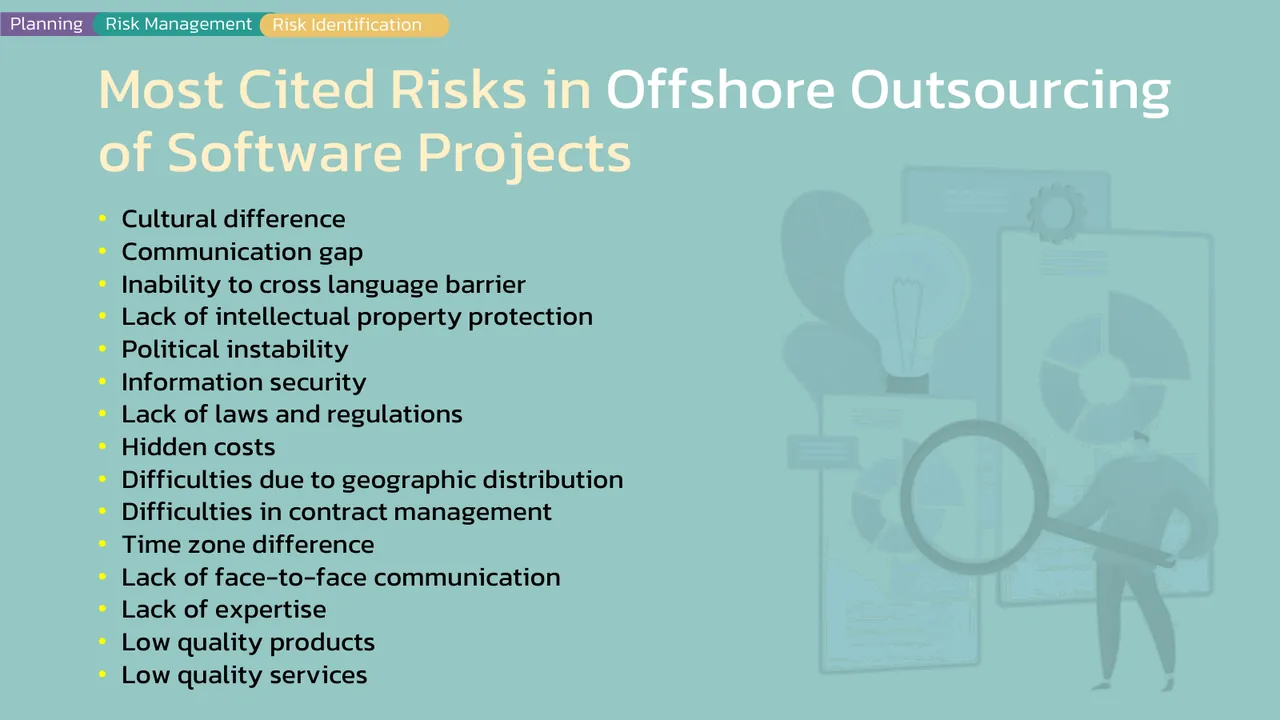 Planning Risk Management Risk Identification
Most Cited Risks in Offshore Outsourcing
of Software Projects
• Cultural difference
• Communication gap
• Inability to cross language barrier
• Lack of intellectual property protection
• Political instability
• Information security
• Lack of laws and regulations
• Hidden costs
• Difficulties due to geographic distribution
• Difficulties in contract management
• Time zone difference
• Lack of face-to-face communication
• Lack of expertise
• Low quality products
• Low quality services